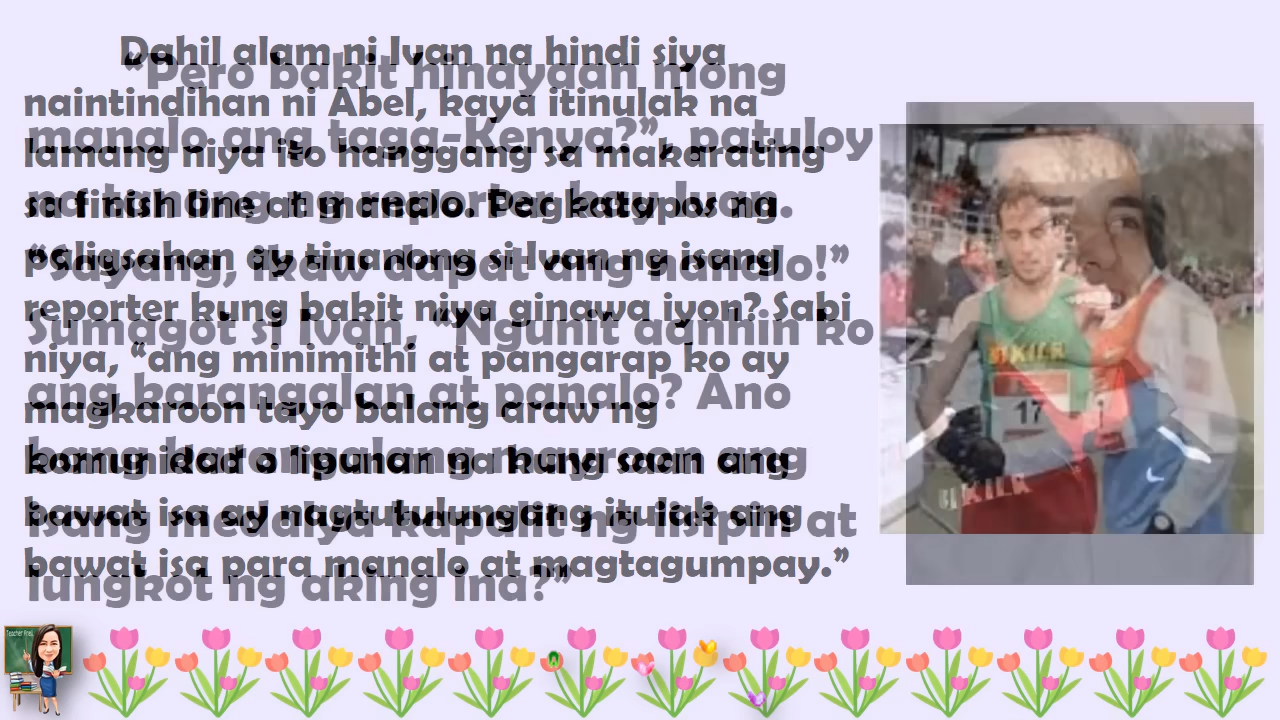 Dahil alam ni Ivan na hindi siya
naintindihan ni Abel, kaya itinulak na
lamang niya ito hanggang sa makarating
sa finish line at manalo. Pagkatapos ng
Paligsahan ay tinanong si Ivan ng isang
reporter kung bakit niya ginawa iyon? Sabi
niya, “ang minimithi at pangarap ko ay
magkaroon tayo balang araw ng
komunidad o lipunan na kung saan ang
bawat isa ay nagtutulungang itulak ang
bawat isa para manalo at magtagumpay.”
“Pero bakit hinayaan mong
manalo ang taga-Kenya?”, patuloy
na tanong ng reporter kay Ivan.
“Sayang, ikaw dapat ang nanalo!”
Sumagot si Ivan, “Ngunit aanhin ko
ang karangalan at panalo? Ano
bang karangalang mayroon ang
isang medalya kapalit ng hisipin at
lungkot ng aking ina?”
17
Teacher